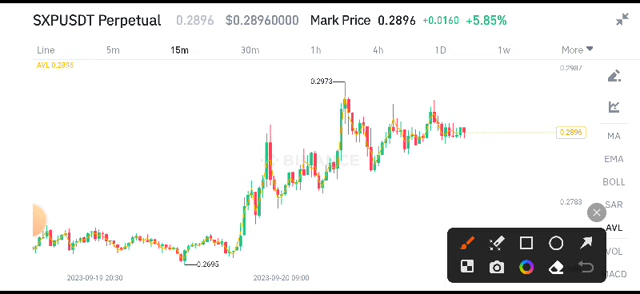 SXPUSDT Perpetual 0.2896 $0.28960000 Mark Price 0.2896 +0.0160 +5.85%
Line 5m 15m 30m 1h 4h 1D 1w More
AVL 0.2896
0.2987
0.2973
0.2896
BINANCE
0.2783
0.2695
2023-09-19 20:30 2023-09-20 09:00
MA
EMA
BOLL
SAR
AVL
VOL
MACD